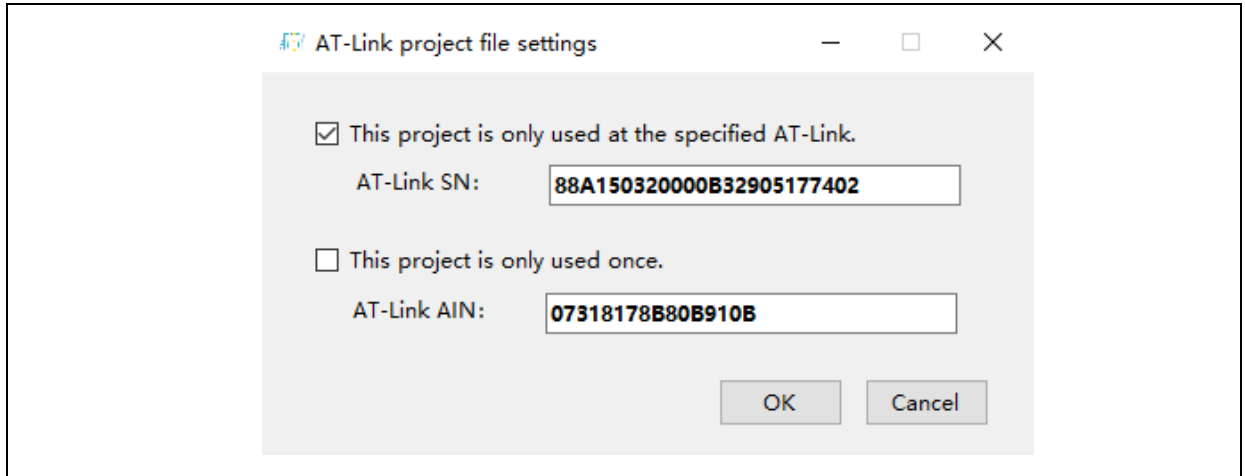 AT-Link project file settings
This project is only used at the specified AT-Link.
AT-Link SN: 88A150320000B32905177402
This project is only used once.
AT-Link AIN: 07318178B80B910B
OK Cancel